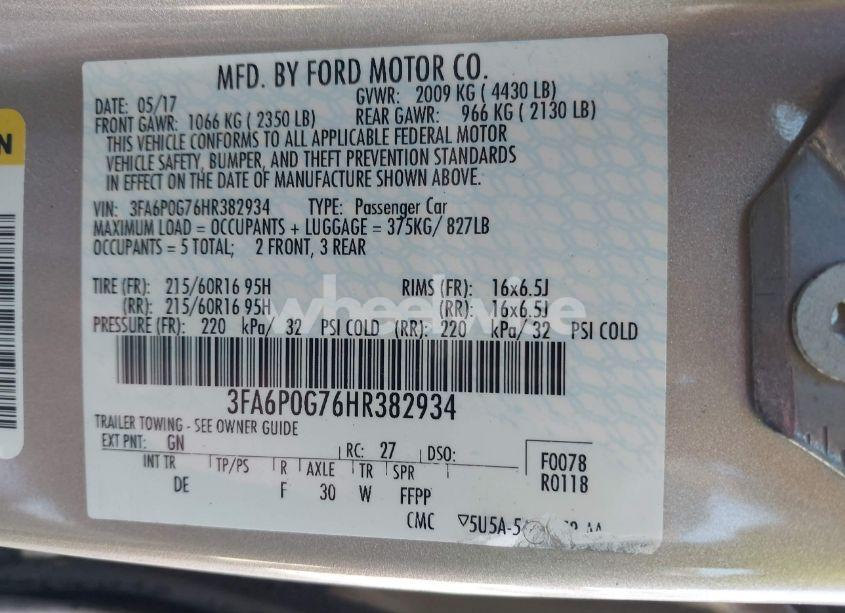 MFD. BY FORD MOTOR CO.
DATE: 05/17 GVWR: 2009 KG ( 4430 LB)
FRONT GAWR: 1066 KG ( 2350 LB) REAR GAWR: 966 KG ( 2130 LB)
THIS VEHICLE CONFORMS TO ALL APPLICABLE FEDERAL MOTOR
VEHICLE SAFETY, BUMPER, AND THEFT PREVENTION STANDARDS
IN EFFECT ON THE DATE OF MANUFACTURE SHOWN ABOVE.
VIN: 3FA6P0G76HR382934 TYPE: Passenger Car
MAXIMUM LOAD = OCCUPANTS + LUGGAGE = 375KG/ 827LB
OCCUPANTS = 5 TOTAL; 2 FRONT, 3 REAR
TIRE (FR): 215/60R16 95H RIMS (FR): 16x6.5J
(RR): 215/60R16 95H (RR): 16x6.5J
PRESSURE (FR): 220 kPa/ 32 PSI COLD (RR): 220 kPa/ 32 PSI COLD
wheelwise
3FA6P0G76HR382934
TRAILER TOWING - SEE OWNER GUIDE
EXT PNT: GN RC: 27 DSO:
INT TR TP/PS R AXLE TR SPR
DE F 30 W FFPP
F0078
R0118
CMC
N